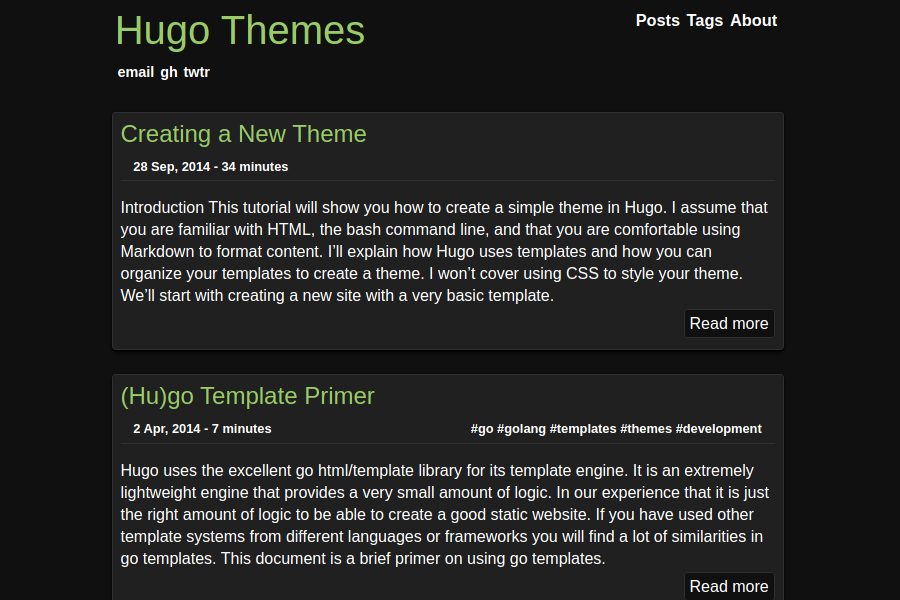 Hugo Themes
Posts Tags About
email gh twtr
Creating a New Theme
28 Sep, 2014 - 34 minutes
Introduction This tutorial will show you how to create a simple theme in Hugo. I assume that
you are familiar with HTML, the bash command line, and that you are comfortable using
Markdown to format content. I’ll explain how Hugo uses templates and how you can
organize your templates to create a theme. I won’t cover using CSS to style your theme.
We’ll start with creating a new site with a very basic template.
Read more
(Hu)go Template Primer
2 Apr, 2014 - 7 minutes #go #golang #templates #themes #development
Hugo uses the excellent go html/template library for its template engine. It is an extremely
lightweight engine that provides a very small amount of logic. In our experience that it is just
the right amount of logic to be able to create a good static website. If you have used other
template systems from different languages or frameworks you will find a lot of similarities in
go templates. This document is a brief primer on using go templates.
Read more